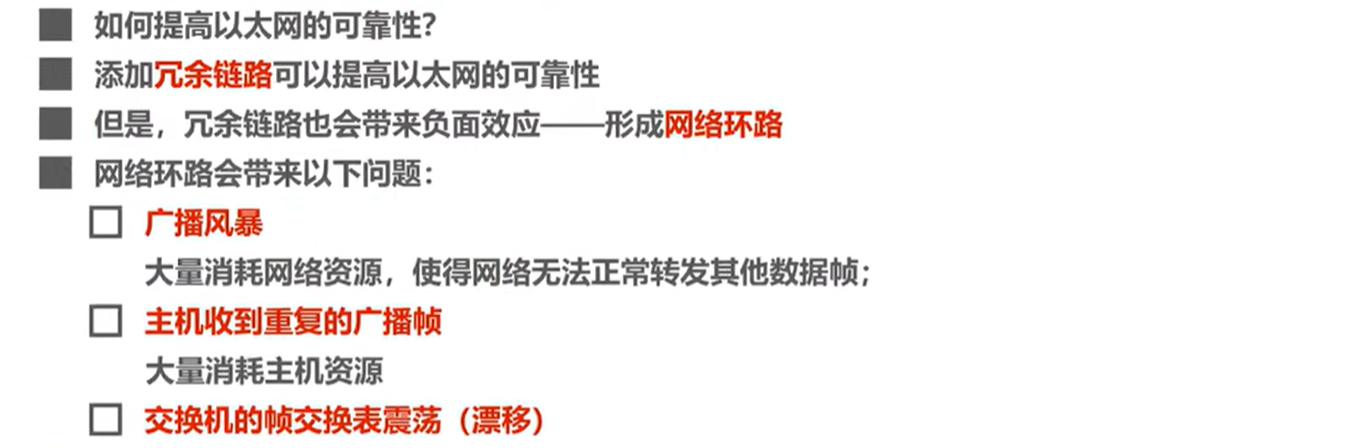 如何提高以太网的可靠性?
添加冗余链路可以提高以太网的可靠性
但是，冗余链路也会带来负面效应——形成网络环路
网络环路会带来以下问题：
广播风暴
大量消耗网络资源，使得网络无法正常转发其他数据帧；
主机收到重复的广播帧
大量消耗主机资源
交换机的帧交换表震荡（漂移）